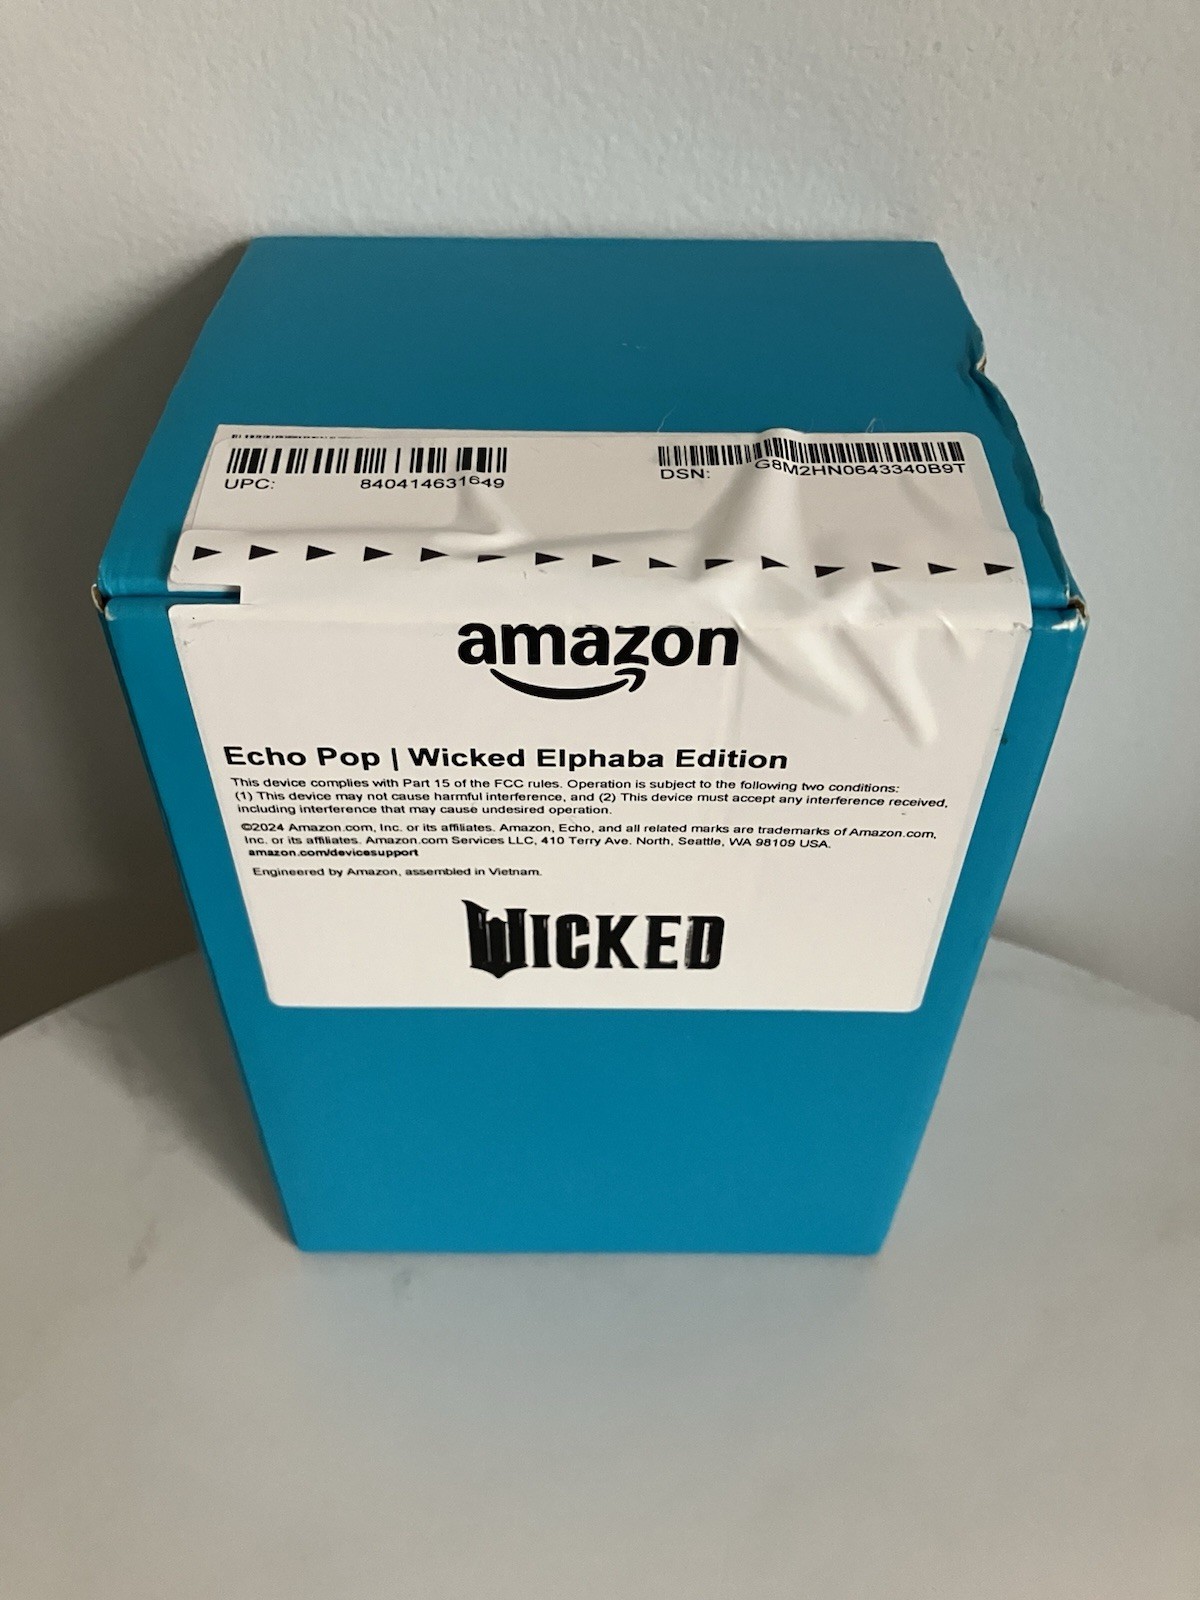 UPC: 840414631649
DSN: G8M2HN0643340B9T
amazon
Echo Pop | Wicked Elphaba Edition
This device complies with Part 15 of the FCC rules. Operation is subject to the following two conditions:
(1) This device may not cause harmful interference, and (2) This device must accept any interference received,
including interference that may cause undesired operation.
©2024 Amazon.com, Inc. or its affiliates. Amazon, Echo, and all related marks are trademarks of Amazon.com,
Inc. or its affiliates. Amazon.com Services LLC, 410 Terry Ave. North, Seattle, WA 98109 USA.
amazon.com/devicesupport
Engineered by Amazon, assembled in Vietnam.
WICKED